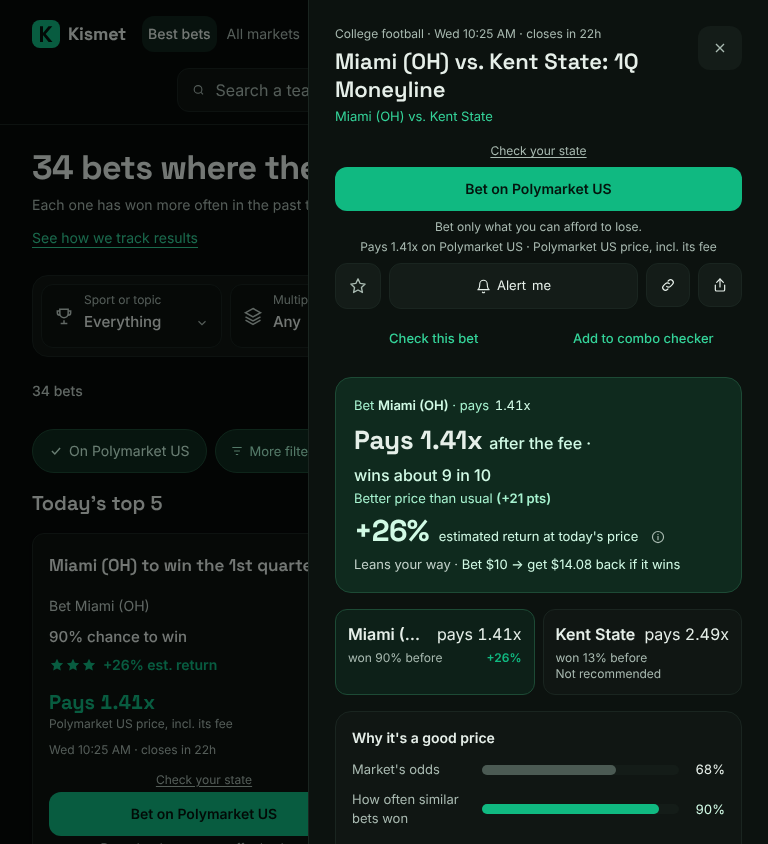 Kismet
Best bets
All markets
Search a tea
34 bets where the
Each one has won more often in the past t
See how we track results
Sport or topic
Everything
Multip
Any
34 bets
On Polymarket US
More filte
Today's top 5
Miami (OH) to win the 1st quarte
Bet Miami (OH)
90% chance to win
★★★ +26% est. return
Pays 1.41x
Polymarket US price, incl. its fee
Wed 10:25 AM · closes in 22h
Check your state
Bet on Polymarket US
College football · Wed 10:25 AM · closes in 22h
Miami (OH) vs. Kent State: 1Q
Moneyline
Miami (OH) vs. Kent State
Check your state
Bet on Polymarket US
Bet only what you can afford to lose.
Pays 1.41x on Polymarket US · Polymarket US price, incl. its fee
Alert me
Check this bet
Add to combo checker
Bet Miami (OH) · pays 1.41x
Pays 1.41x after the fee ·
wins about 9 in 10
Better price than usual (+21 pts)
+26% estimated return at today's price
Leans your way · Bet $10 → get $14.08 back if it wins
Miami (... pays 1.41x
won 90% before +26%
Kent State pays 2.49x
won 13% before
Not recommended
Why it's a good price
Market's odds 68%
How often similar
bets won 90%